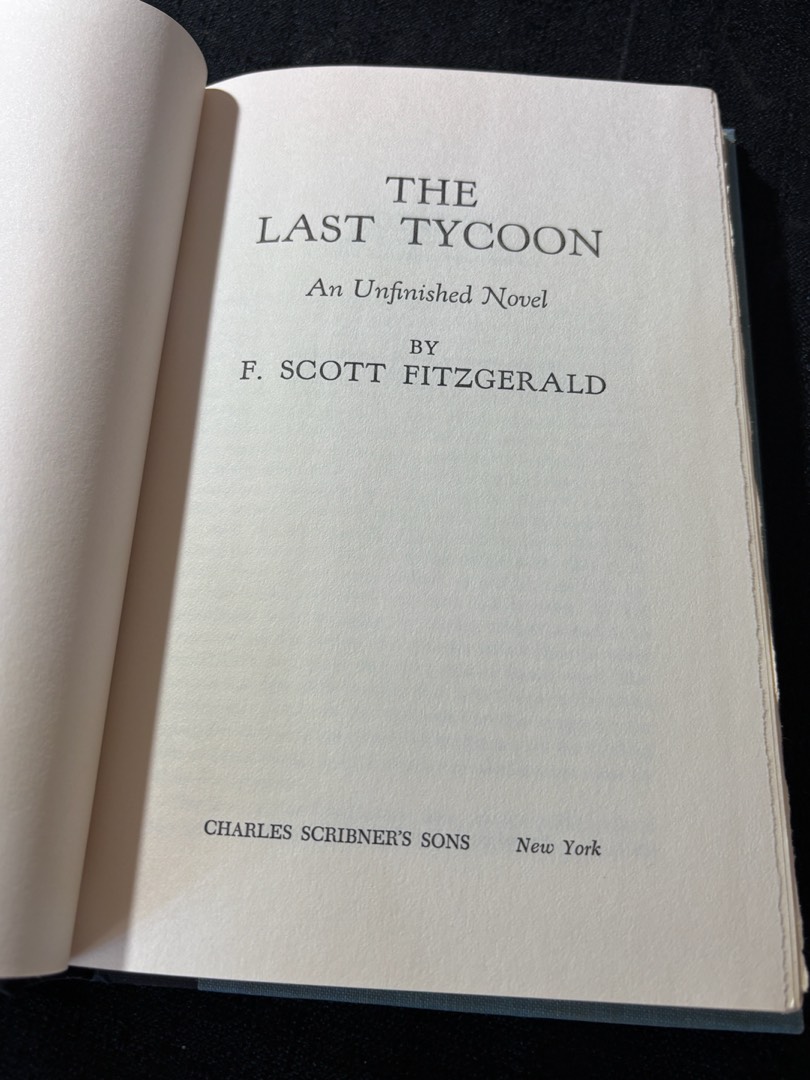 THE
LAST TYCOON
An Unfinished Novel
BY
F. SCOTT FITZGERALD
CHARLES SCRIBNER'S SONS New York